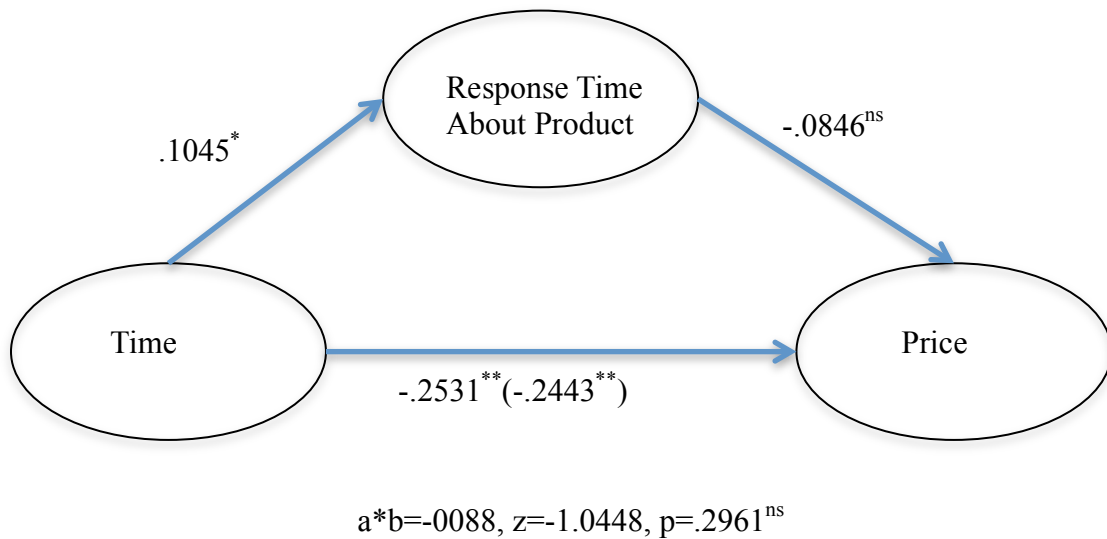 Response Time
About Product
.1045*
-.0846ns
Time
Price
-.2531**(-.2443**)
a*b=-0088, z=-1.0448, p=.2961ns